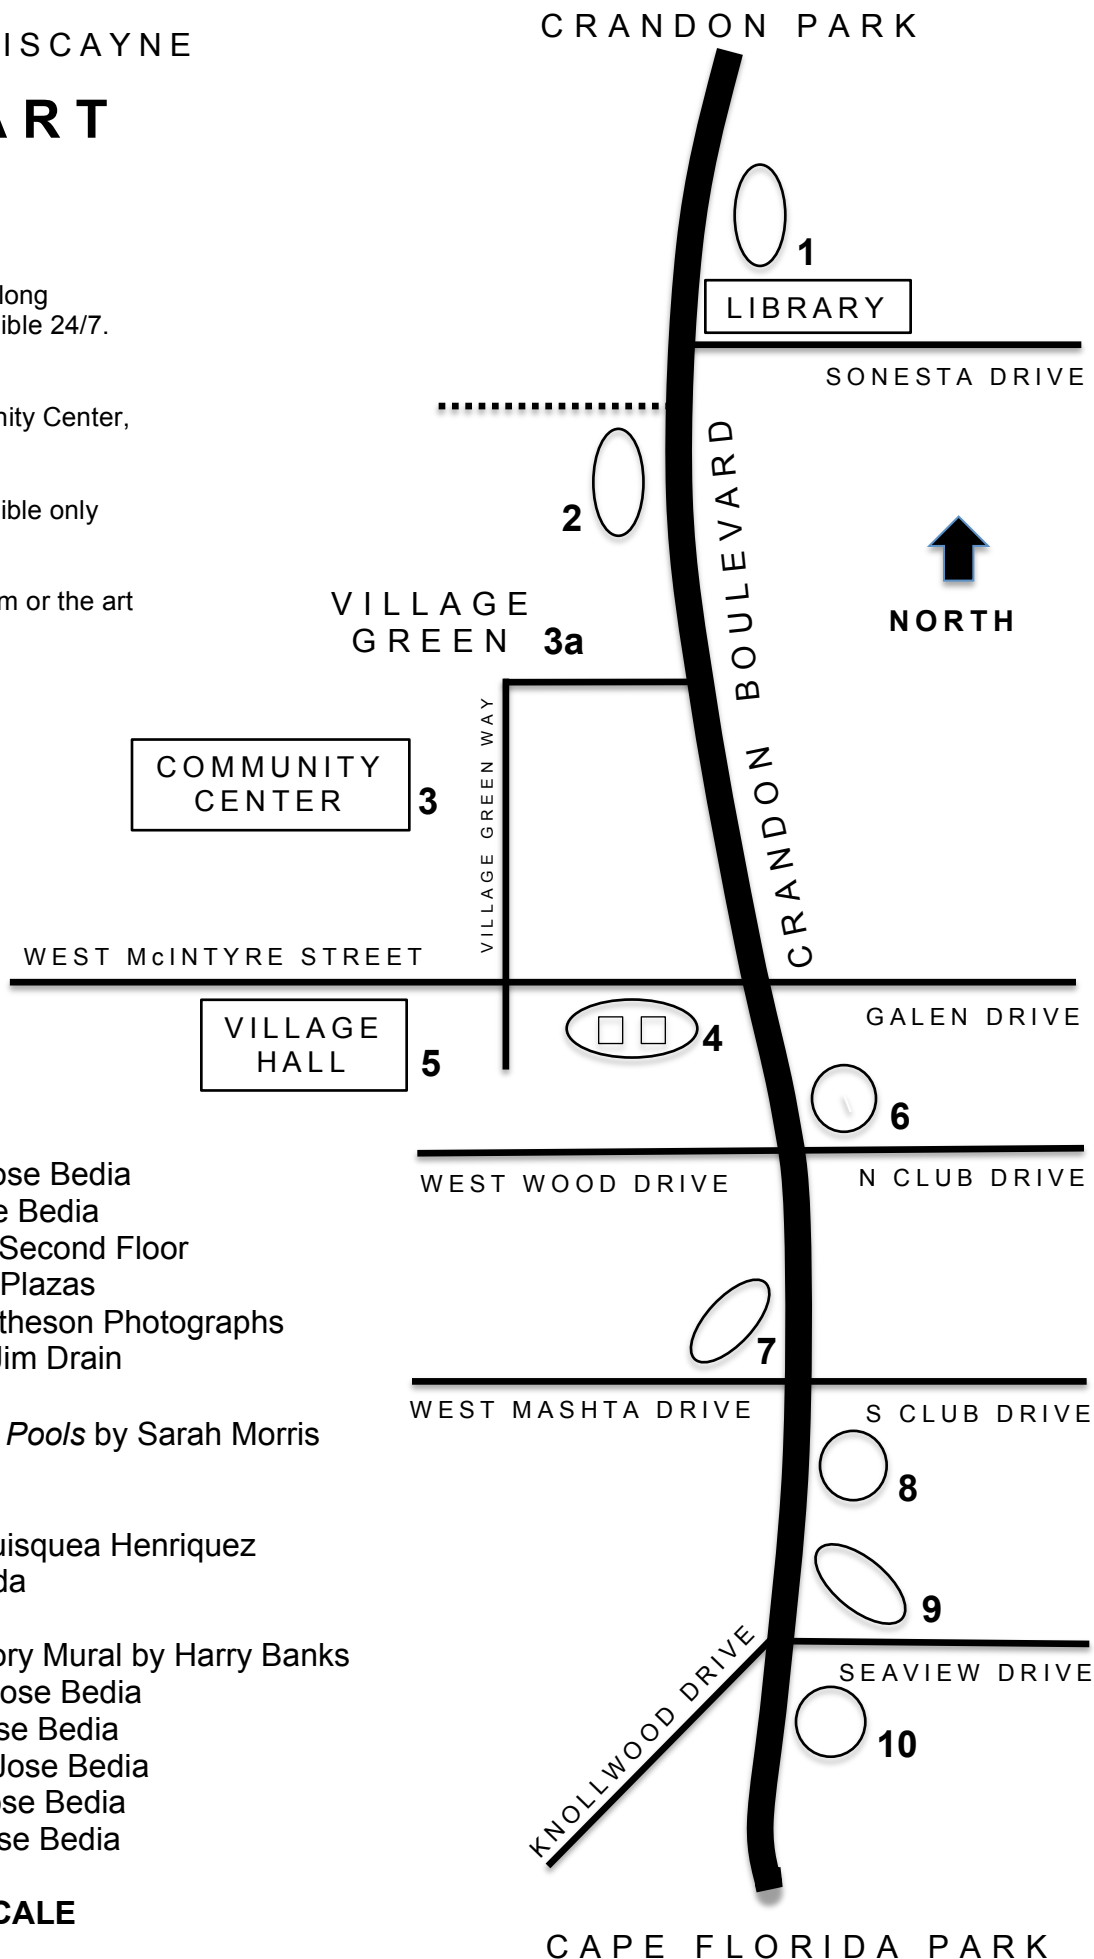 CRANDON PARK
ISCAYNE
ART
1
LIBRARY
long
ible 24/7.
SONESTA DRIVE
nity Center,
2
ible only
CRANDON BOULEVARD
NORTH
m or the art
VILLAGE
GREEN 3a
VILLAGE GREEN WAY
COMMUNITY
CENTER
3
WEST McINTYRE STREET
GALEN DRIVE
VILLAGE
HALL
5
4
6
ose Bedia
e Bedia
Second Floor
Plazas
theson Photographs
Jim Drain
WEST WOOD DRIVE
N CLUB DRIVE
7
WEST MASHTA DRIVE
S CLUB DRIVE
Pools by Sarah Morris
8
uisquea Henriquez
da
9
ory Mural by Harry Banks
ose Bedia
se Bedia
Jose Bedia
ose Bedia
se Bedia
KNOLLWOOD DRIVE
SEAVIEW DRIVE
10
CALE
CAPE FLORIDA PARK